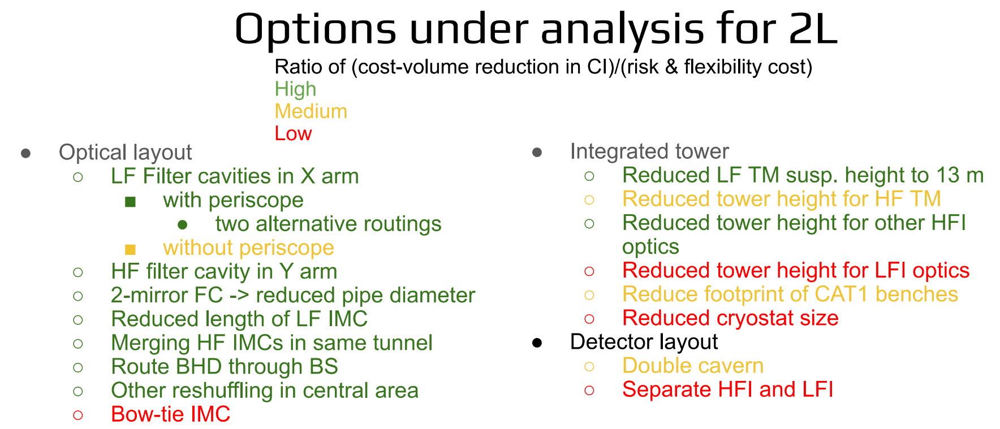 Options under analysis for 2L
Ratio of (cost-volume reduction in CI)/(risk & flexibility cost)
High
Medium
Low
● Optical layout
○ LF Filter cavities in X arm
■ with periscope
● two alternative routings
■ without periscope
○ HF filter cavity in Y arm
○ 2-mirror FC -> reduced pipe diameter
○ Reduced length of LF IMC
○ Merging HF IMCs in same tunnel
○ Route BHD through BS
○ Other reshuffling in central area
○ Bow-tie IMC
● Integrated tower
○ Reduced LF TM susp. height to 13 m
○ Reduced tower height for HF TM
○ Reduced tower height for other HFI
optics
○ Reduced tower height for LFI optics
○ Reduce footprint of CAT1 benches
○ Reduced cryostat size
● Detector layout
○ Double cavern
○ Separate HFI and LFI